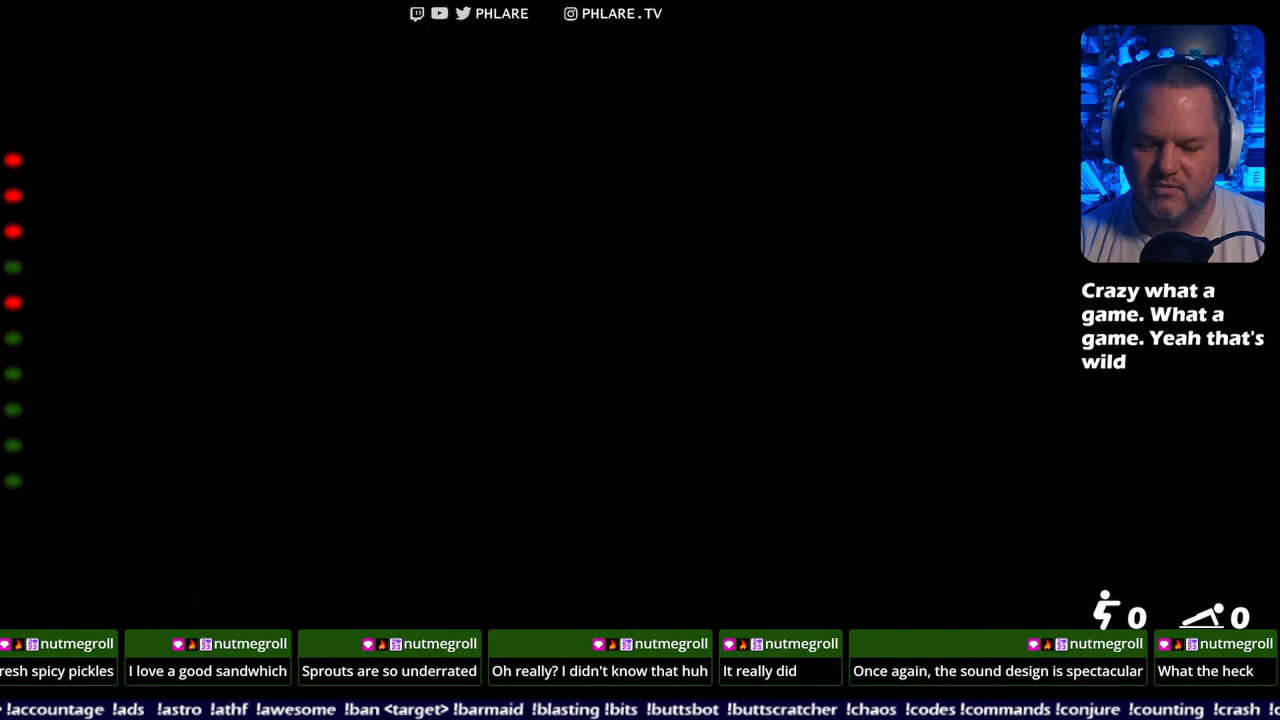 PHLARE PHLARE.TV
Crazy what a
game. What a
game. Yeah that's
wild
0 0
nutmegroll nutmegroll nutmegroll nutmegroll nutmegroll nutmegroll nutmegroll
resh spicy pickles I love a good sandwhich Sprouts are so underrated Oh really? I didn't know that huh It really did Once again, the sound design is spectacular What the heck
!accountage !ads !astro !athf !awesome !ban <target> !barmaid !blasting !bits !buttsbot !buttscratcher !chaos !codes !commands !conjure !counting !crash